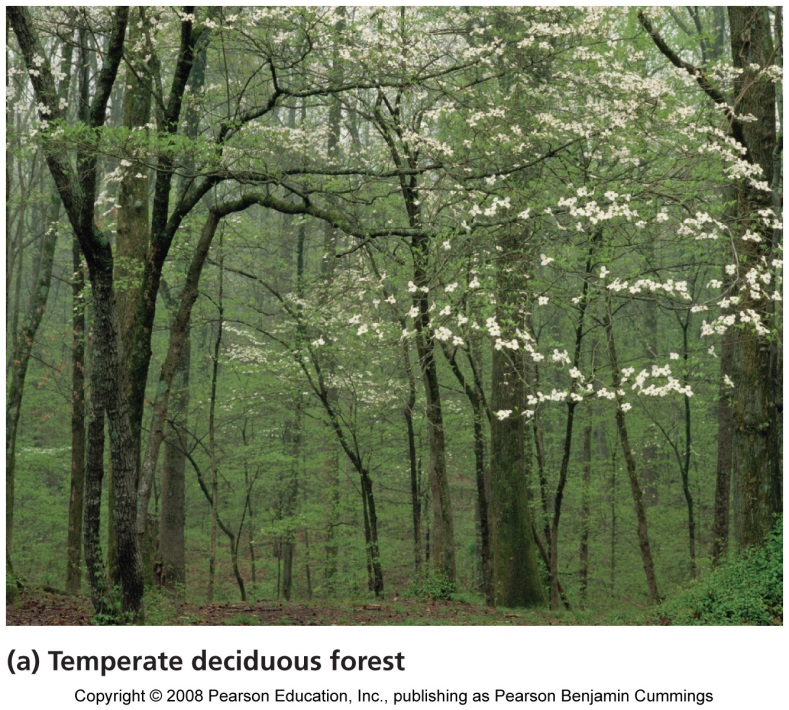 (a) Temperate deciduous forest
Copyright © 2008 Pearson Education, Inc., publishing as Pearson Benjamin Cummings